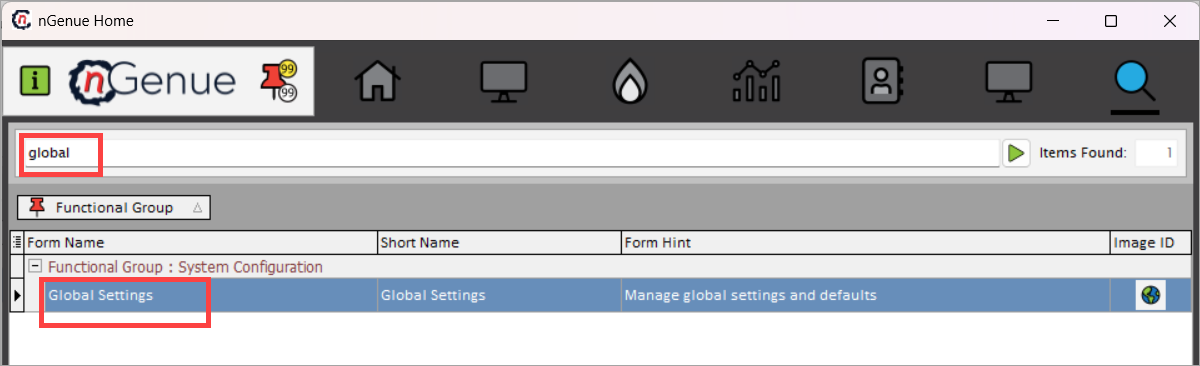 nGenue Home
i
nGenue
99
99
global
Items Found: 1
Functional Group
Form Name Short Name Form Hint Image ID
Functional Group : System Configuration
Global Settings Global Settings Manage global settings and defaults